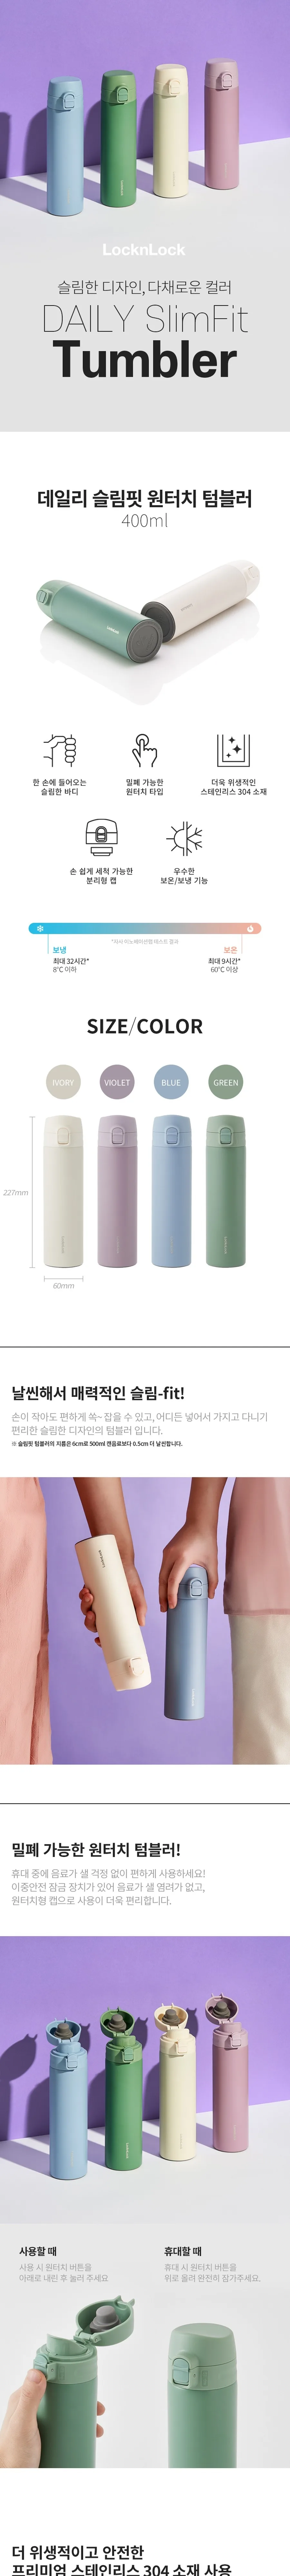 LocknLock
슬림한 디자인, 다채로운 컬러
DAILY SlimFit
Tumbler
데일리 슬림핏 원터치 텀블러
400ml
한 손에 들어오는
슬림한 바디
밀폐 가능한
원터치 타입
더욱 위생적인
스테인리스 304 소재
손 쉽게 세척 가능한
분리형 캡
우수한
보온/보냉 기능
*자사 이노베이션랩 테스트 결과
보냉
최대 32시간*
8℃ 이하
보온
최대 9시간*
60℃ 이상
SIZE/COLOR
IVORY
VIOLET
BLUE
GREEN
227mm
60mm
날씬해서 매력적인 슬림-fit!
손이 작아도 편하게 쏙~ 잡을 수 있고, 어디든 넣어서 가지고 다니기
편리한 슬림한 디자인의 텀블러 입니다.
※ 슬림핏 텀블러의 지름은 6cm로 500ml 캔음료보다 0.5cm 더 날씬합니다.
밀폐 가능한 원터치 텀블러!
휴대 중에 음료가 샐 걱정 없이 편하게 사용하세요!
이중안전 잠금 장치가 있어 음료가 샐 염려가 없고,
원터치형 캡으로 사용이 더욱 편리합니다.
사용할 때
사용 시 원터치 버튼을
아래로 내린 후 눌러 주세요
휴대할 때
휴대 시 원터치 버튼을
위로 올려 완전히 잠가주세요.
더 위생적이고 안전한
프리미엄 스테인리스 304 소재 사용